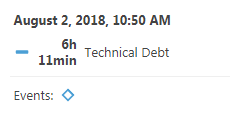 August 2, 2018, 10:50 AM
6h
11min Technical Debt
Events: